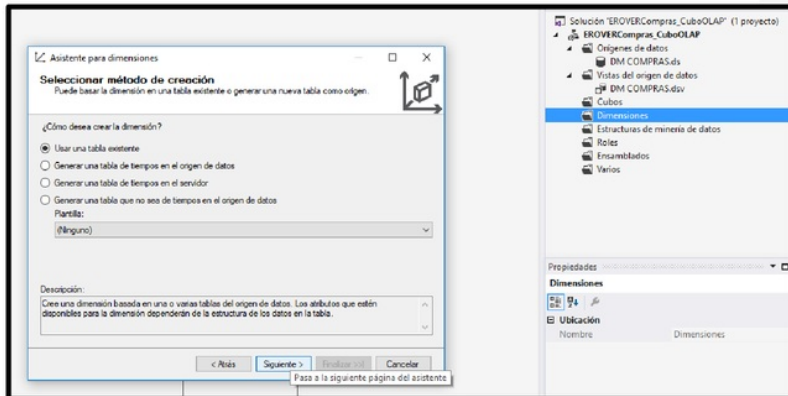 Asistente para dimensiones
Seleccionar método de creación
Puede basar la dimensión en una tabla existente o generar una nueva tabla como origen.
¿Cómo desea crear la dimensión?
Usar una tabla existente
Generar una tabla de tiempos en el origen de datos
Generar una tabla de tiempos en el servidor
Generar una tabla que no sea de tiempos en el origen de datos
Plantilla:
(Ninguno)
Descripción:
Cree una dimensión basada en una o varias tablas del origen de datos. Los atributos que estén
disponibles para la dimensión dependerán de la estructura de los datos en la tabla.
< Atrás
Siguiente >
Finalizar >>|
Cancelar
Pasa a la siguiente página del asistente
Solución "EROVERCompras_CuboOLAP" (1 proyecto)
EROVERCompras_CuboOLAP
Orígenes de datos
DM COMPRAS.ds
Vistas del origen de datos
DM COMPRAS.dsv
Cubos
Dimensiones
Estructuras de minería de datos
Roles
Ensamblados
Varios
Propiedades
Dimensiones
Ubicación
Nombre Dimensiones